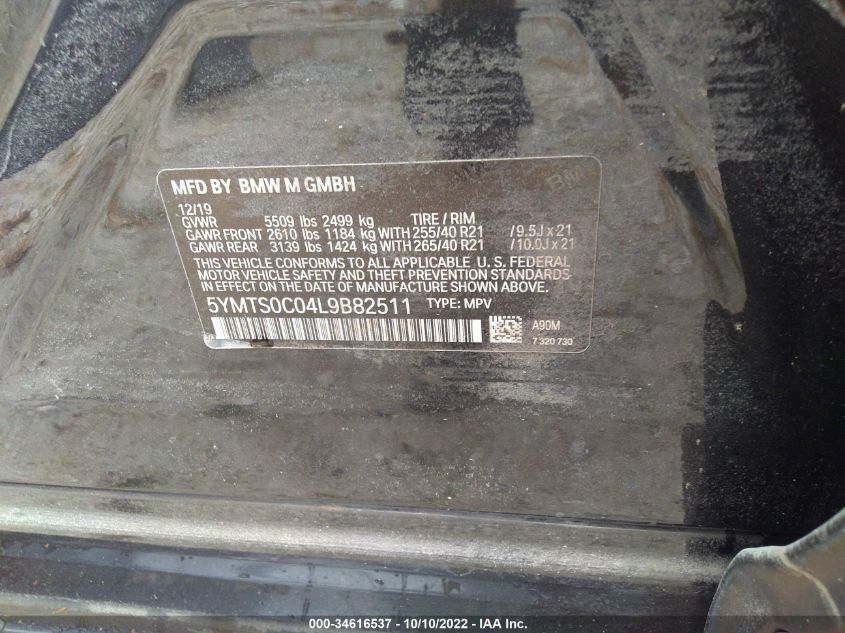 MFD BY BMW M GMBH
BM
12/19
GVWR 5509 lbs 2499 kg TIRE / RIM
GAWR FRONT 2610 lbs 1184 kg WITH 255/40 R21 / 9.5J x 21
GAWR REAR 3139 lbs 1424 kg WITH 265/40 R21 / 10.0J x 21
THIS VEHICLE CONFORMS TO ALL APPLICABLE U. S. FEDERAL
MOTOR VEHICLE SAFETY AND THEFT PREVENTION STANDARDS
IN EFFECT ON THE DATE OF MANUFACTURE SHOWN ABOVE.
5YMTS0C04L9B82511 TYPE: MPV
A90M
7 320 730
000-34616537 - 10/10/2022 - IAA Inc.